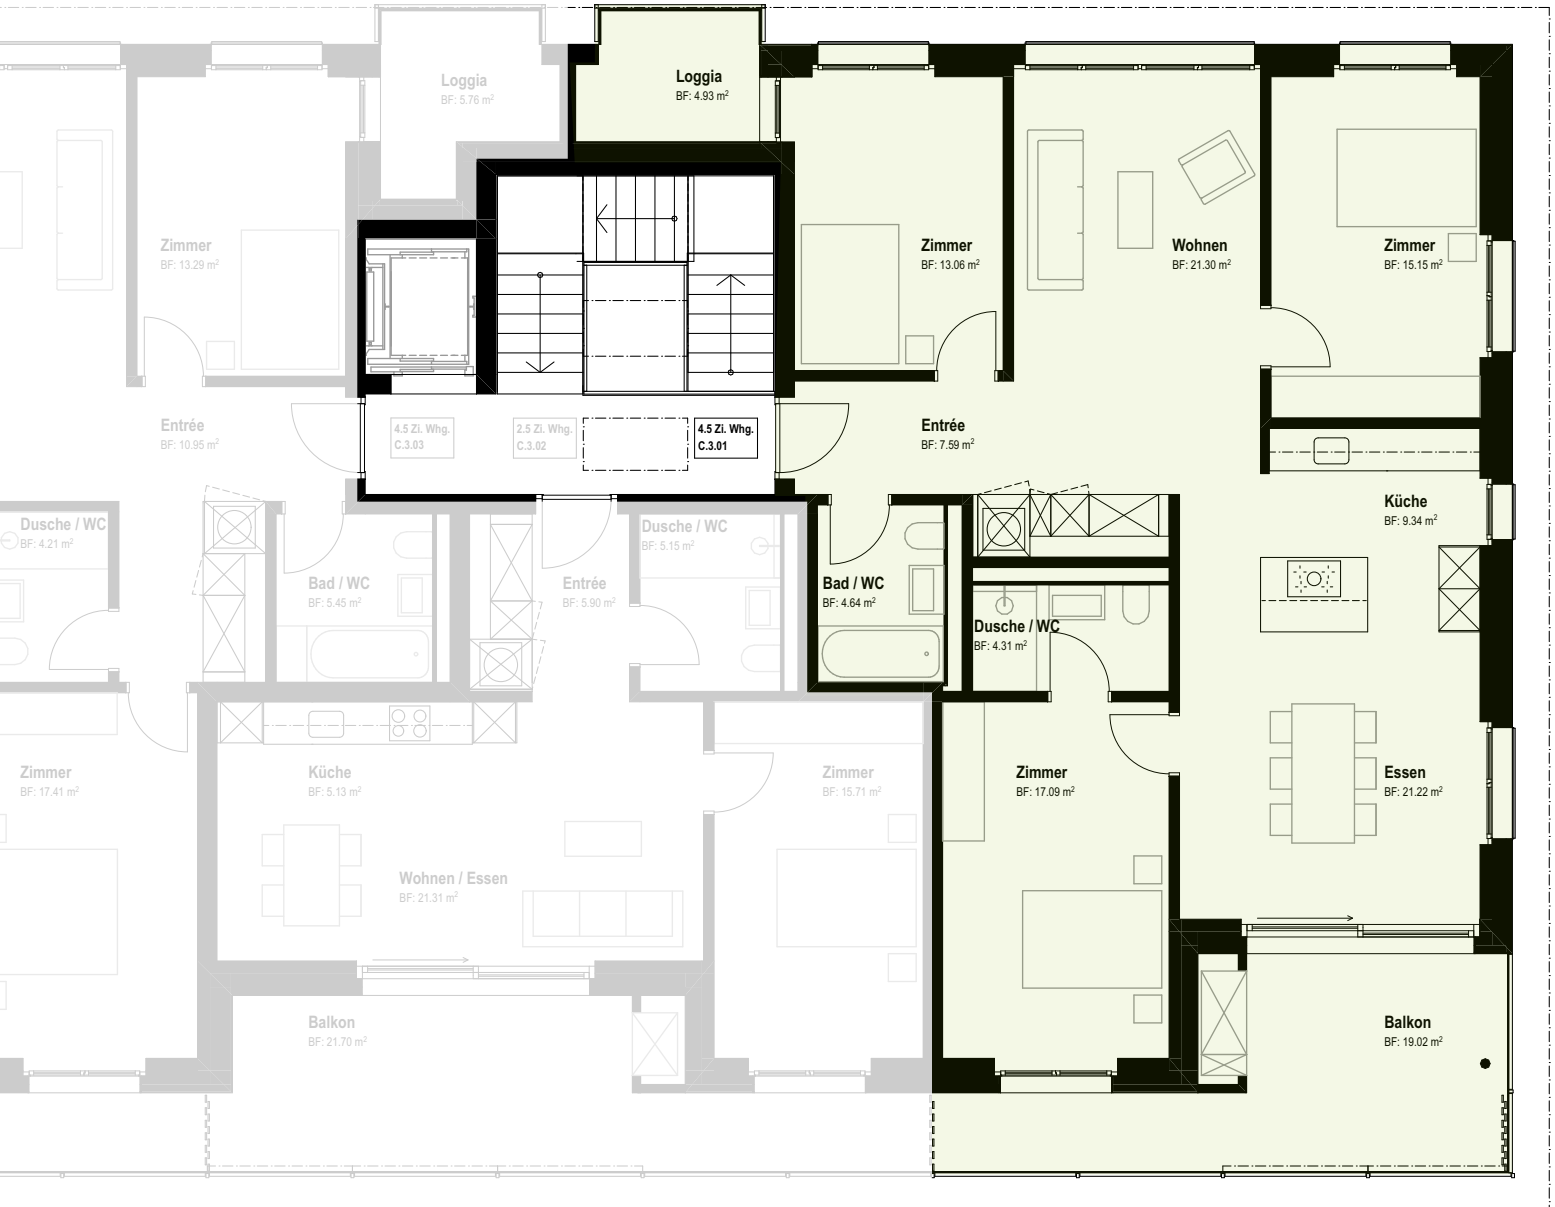 Loggia
BF: 5.76 m²
Loggia
BF: 4.93 m²
Zimmer
BF: 13.29 m²
Zimmer
BF: 13.06 m²
Wohnen
BF: 21.30 m²
Zimmer
BF: 15.15 m²
Entrée
BF: 10.95 m²
4.5 Zi. Whg.
C.3.03
2.5 Zi. Whg.
C.3.02
4.5 Zi. Whg.
C.3.01
Entrée
BF: 7.59 m²
Küche
BF: 9.34 m²
Dusche / WC
BF: 4.21 m²
Dusche / WC
BF: 5.15 m²
Bad / WC
BF: 5.45 m²
Entrée
BF: 5.90 m²
Bad / WC
BF: 4.64 m²
Dusche / WC
BF: 4.31 m²
Zimmer
BF: 17.41 m²
Küche
BF: 5.13 m²
Zimmer
BF: 15.71 m²
Zimmer
BF: 17.09 m²
Essen
BF: 21.22 m²
Wohnen / Essen
BF: 21.31 m²
Balkon
BF: 21.70 m²
Balkon
BF: 19.02 m²